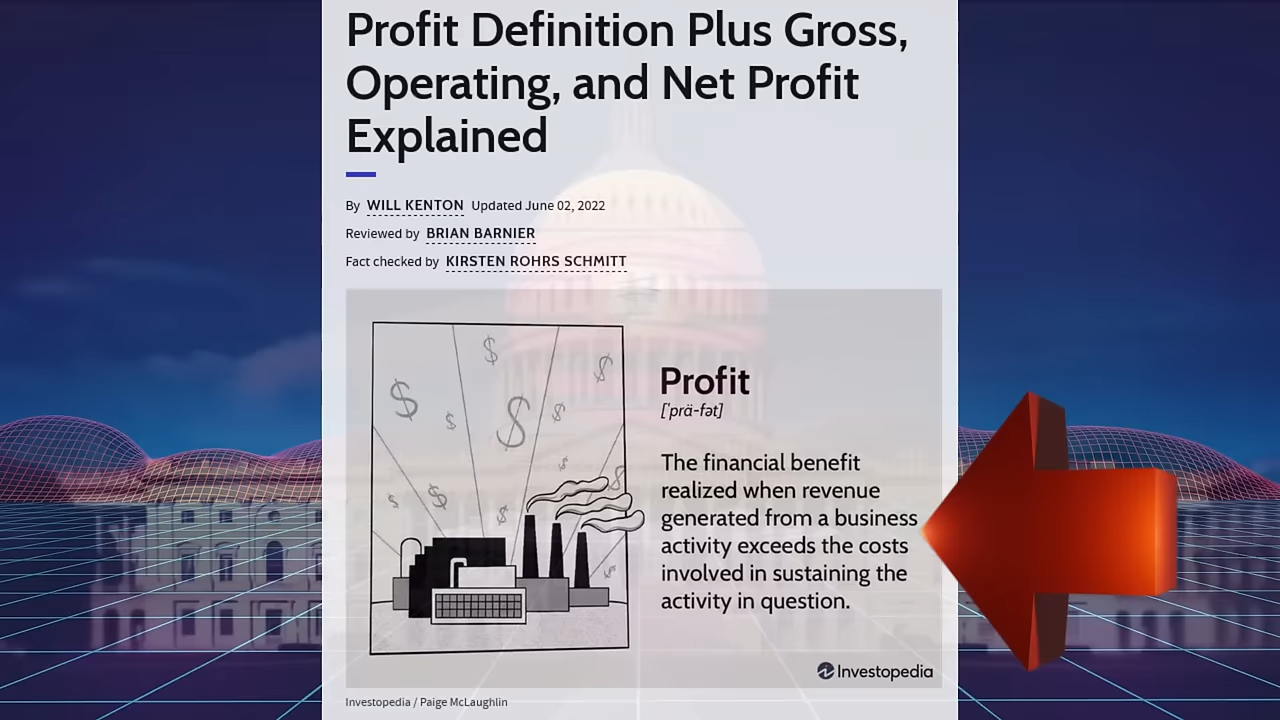 Profit Definition Plus Gross,
Operating, and Net Profit
Explained
By WILL KENTON Updated June 02, 2022
Reviewed by BRIAN BARNIER
Fact checked by KIRSTEN ROHRS SCHMITT
Profit
[ˈprä-fət]
The financial benefit
realized when revenue
generated from a business
activity exceeds the costs
involved in sustaining the
activity in question.
Investopedia
Investopedia / Paige McLaughlin